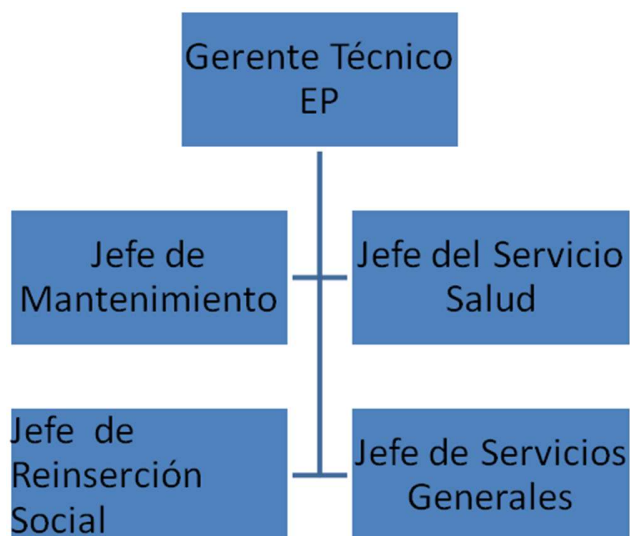 Gerente Técnico
EP
Jefe de
Mantenimiento
Jefe del Servicio
Salud
Jefe de
Reinserción
Social
Jefe de Servicios
Generales